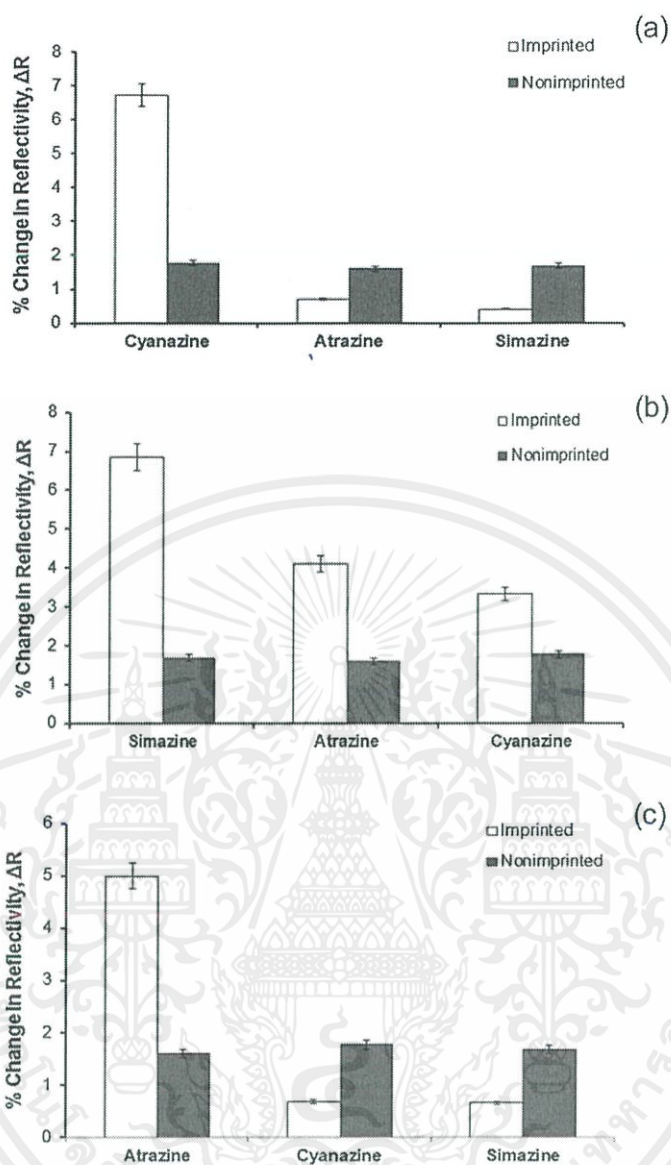 (a)
□Imprinted
■Nonimprinted
% Change In Reflectivity, ΔR
8
7
6
5
4
3
2
1
0
Cyanazine Atrazine Simazine
(b)
□Imprinted
■Nonimprinted
% Change In Reflectivity, ΔR
8
7
6
5
4
3
2
1
0
Simazine Atrazine Cyanazine
(c)
□Imprinted
■Nonimprinted
% Change In Reflectivity, ΔR
6
5
4
3
2
1
0
Atrazine Cyanazine Simazine